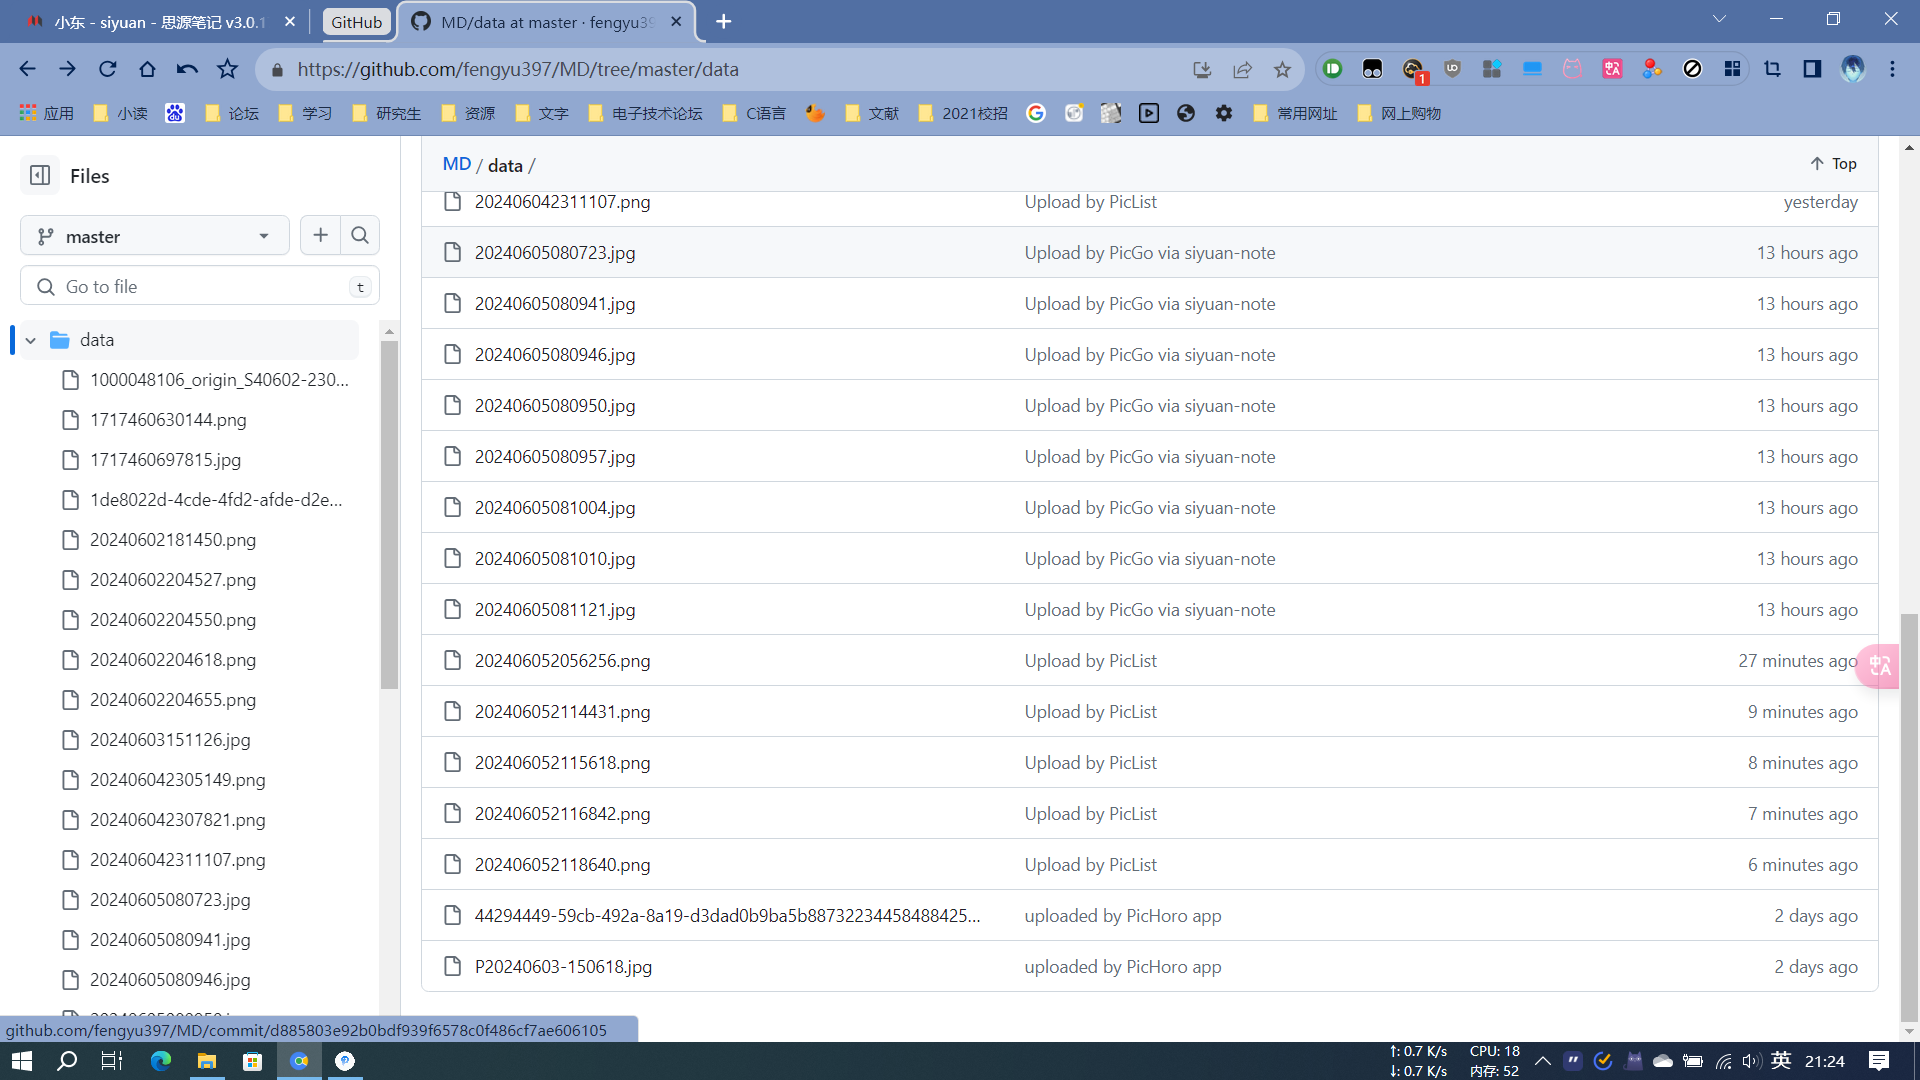 小东 - siyuan - 思源笔记 v3.0.1
GitHub
MD/data at master · fengyu39
https://github.com/fengyu397/MD/tree/master/data
1
应用
小读
论坛
学习
研究生
资源
文字
电子技术论坛
C语言
文献
2021校招
常用网址
网上购物
Files
master
Go to file
t
data
1000048106_origin_S40602-230...
1717460630144.png
1717460697815.jpg
1de8022d-4cde-4fd2-afde-d2e...
20240602181450.png
20240602204527.png
20240602204550.png
20240602204618.png
20240602204655.png
20240603151126.jpg
202406042305149.png
202406042307821.png
202406042311107.png
20240605080723.jpg
20240605080941.jpg
20240605080946.jpg
MD / data /
Top
202406042311107.png Upload by PicList yesterday
20240605080723.jpg Upload by PicGo via siyuan-note 13 hours ago
20240605080941.jpg Upload by PicGo via siyuan-note 13 hours ago
20240605080946.jpg Upload by PicGo via siyuan-note 13 hours ago
20240605080950.jpg Upload by PicGo via siyuan-note 13 hours ago
20240605080957.jpg Upload by PicGo via siyuan-note 13 hours ago
20240605081004.jpg Upload by PicGo via siyuan-note 13 hours ago
20240605081010.jpg Upload by PicGo via siyuan-note 13 hours ago
20240605081121.jpg Upload by PicGo via siyuan-note 13 hours ago
202406052056256.png Upload by PicList 27 minutes ago
202406052114431.png Upload by PicList 9 minutes ago
202406052115618.png Upload by PicList 8 minutes ago
202406052116842.png Upload by PicList 7 minutes ago
202406052118640.png Upload by PicList 6 minutes ago
44294449-59cb-492a-8a19-d3dad0b9ba5b88732234458488425... uploaded by PicHoro app 2 days ago
P20240603-150618.jpg uploaded by PicHoro app 2 days ago
github.com/fengyu397/MD/commit/d885803e92b0bdf939f6578c0f486cf7ae606105
↑: 0.7 K/s CPU: 18
↓: 0.7 K/s 内存: 52
英
21:24